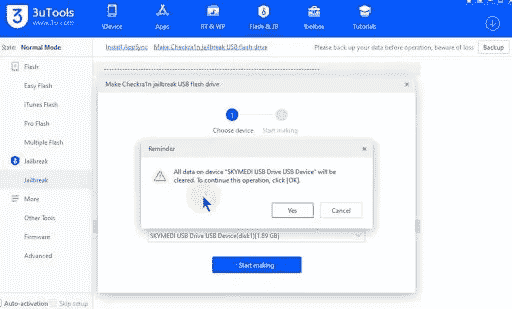 3uTools
www.3u.com
iDevice
Apps
RT & WP
Flash & JB
Toolbox
Tutorials
State: Normal Mode
Install AppSync
Make Checkra1n jailbreak USB flash drive
Please back up your data before operation, beware of loss
Backup
Flash
Easy Flash
iTunes Flash
Pro Flash
Multiple Flash
Jailbreak
Jailbreak
More
Other Tools
Firmware
Advanced
Make Checkra1n jailbreak USB flash drive
1
Choose device
Start making
Reminder
All data on device "SKYMEDI USB Drive USB Device" will be
cleared. To continue this operation, click [OK].
Yes
Cancel
SKYMEDI USB Drive USB Device(disk1)[1.89 GB]
Start making
Auto-activation
Skip setup